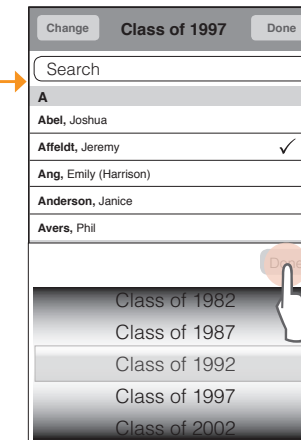 Change Class of 1997 Done
Search
A
Abel, Joshua
Affeldt, Jeremy
Ang, Emily (Harrison)
Anderson, Janice
Avers, Phil
Done
Class of 1982
Class of 1987
Class of 1992
Class of 1997
Class of 2002